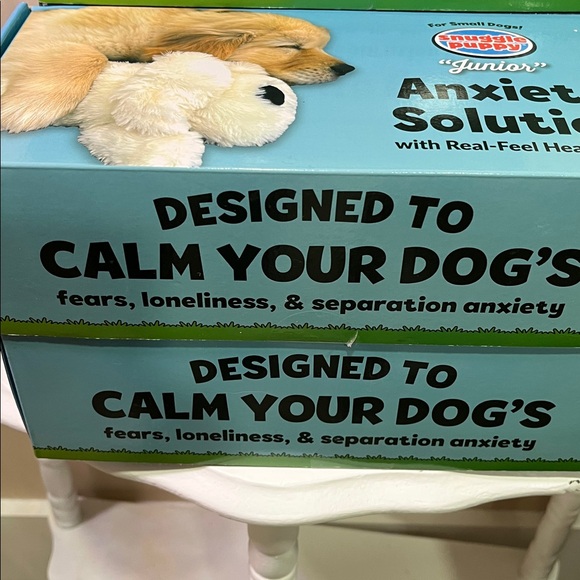 For Small Dogs!
snuggle
puppy
"Junior"
Anxiet
Solutio
with Real-Feel Hea
DESIGNED TO
CALM YOUR DOG'S
fears, loneliness, & separation anxiety
DESIGNED TO
CALM YOUR DOG'S
fears, loneliness, & separation anxiety